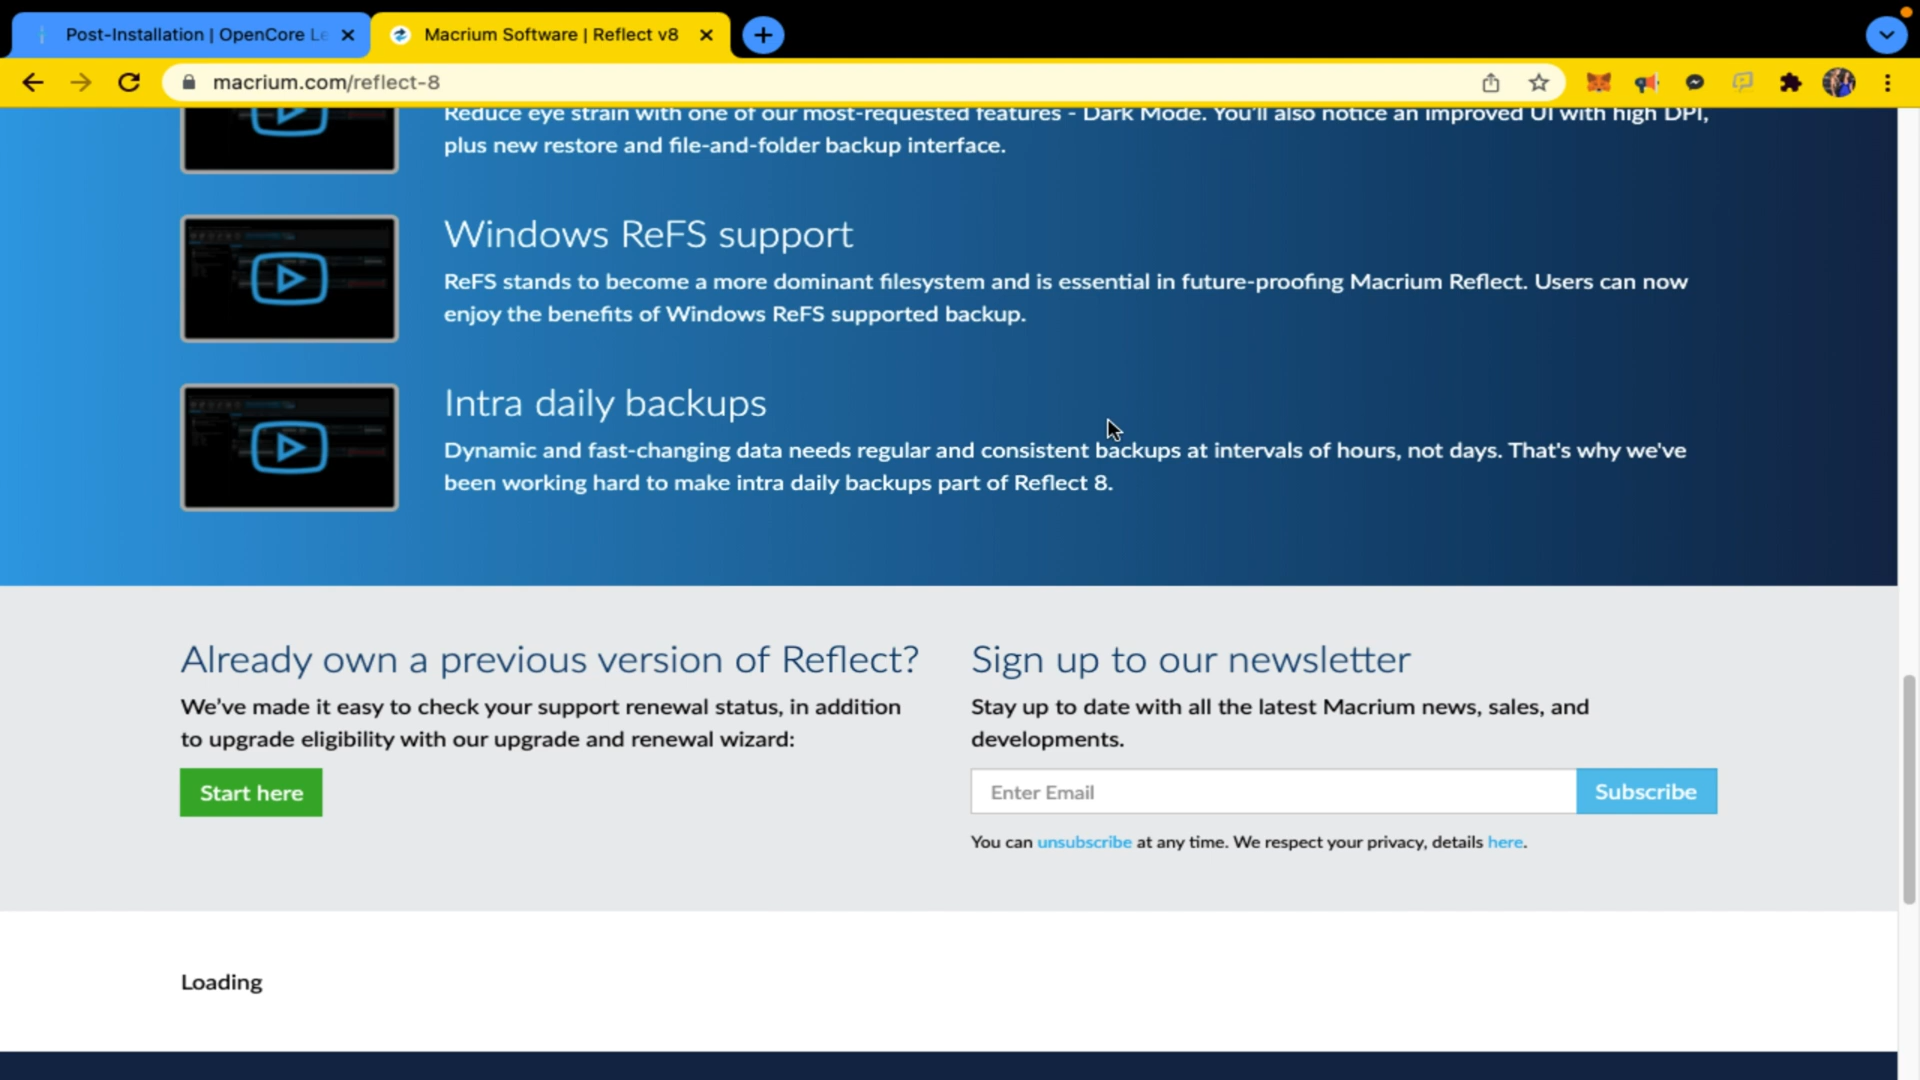 Post-Installation | OpenCore Le
Macrium Software | Reflect v8
macrium.com/reflect-8
Reduce eye strain with one of our most-requested features - Dark Mode. You'll also notice an improved UI with high DPI,
plus new restore and file-and-folder backup interface.
Windows ReFS support
ReFS stands to become a more dominant filesystem and is essential in future-proofing Macrium Reflect. Users can now
enjoy the benefits of Windows ReFS supported backup.
Intra daily backups
Dynamic and fast-changing data needs regular and consistent backups at intervals of hours, not days. That's why we've
been working hard to make intra daily backups part of Reflect 8.
Already own a previous version of Reflect?
We've made it easy to check your support renewal status, in addition
to upgrade eligibility with our upgrade and renewal wizard:
Start here
Sign up to our newsletter
Stay up to date with all the latest Macrium news, sales, and
developments.
Enter Email
Subscribe
You can unsubscribe at any time. We respect your privacy, details here.
Loading